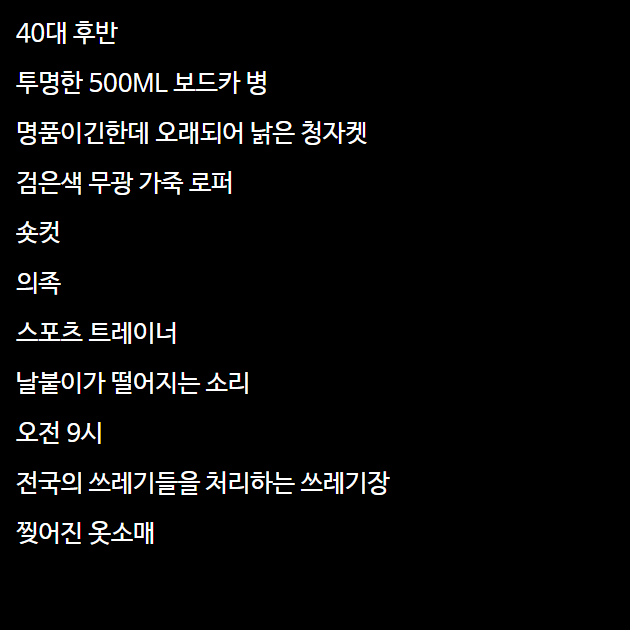 40대 후반
투명한 500ML 보드카 병
명품이긴한데 오래되어 낡은 청자켓
검은색 무광 가죽 로퍼
숏컷
의족
스포츠 트레이너
날붙이가 떨어지는 소리
오전 9시
전국의 쓰레기들을 처리하는 쓰레기장
찢어진 옷소매